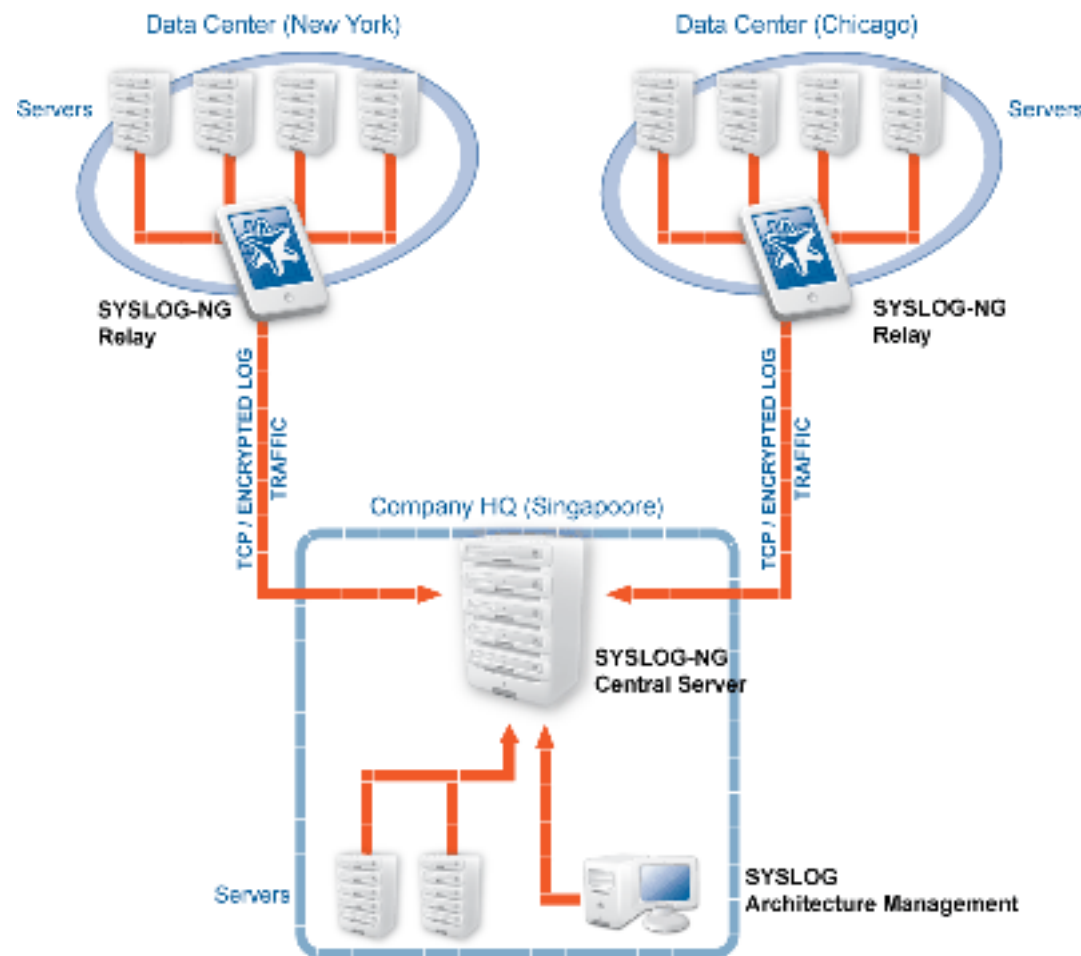 Data Center (New York)
Data Center (Chicago)
Servers
Servers
SYSLOG-NG
Relay
SYSLOG-NG
Relay
TCP / ENCRYPTED LOG
TRAFFIC
TCP / ENCRYPTED LOG
TRAFFIC
Company HQ (Singapoore)
SYSLOG-NG
Central Server
Servers
SYSLOG
Architecture Management